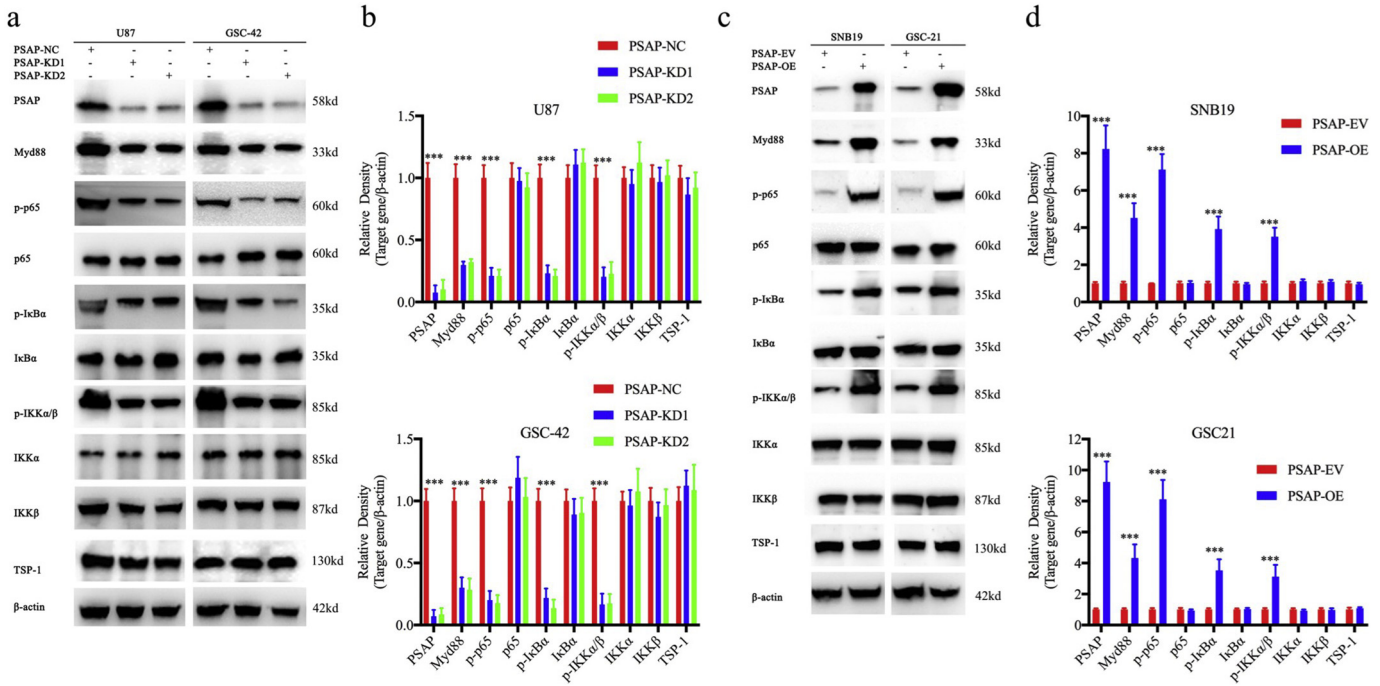 a
U87
GSC-42
PSAP-NC + - - + - -
PSAP-KD1 - + - - + -
PSAP-KD2 - - + - - +
PSAP 58kd
Myd88 33kd
p-p65 60kd
p65 60kd
p-IκBα 35kd
IκBα 35kd
p-IKKα/β 85kd
IKKα 85kd
IKKβ 87kd
TSP-1 130kd
β-actin 42kd
b
PSAP-NC
PSAP-KD1
PSAP-KD2
U87
Relative Density
(Target gene/β-actin)
1.5
1.0
0.5
0.0
*** *** *** *** ***
PSAP Myd88 p-p65 p65 p-IκBα IκBα p-IKKα/β IKKα IKKβ TSP-1
PSAP-NC
PSAP-KD1
PSAP-KD2
GSC-42
Relative Density
(Target gene/β-actin)
1.5
1.0
0.5
0.0
*** *** *** *** ***
PSAP Myd88 p-p65 p65 p-IκBα IκBα p-IKKα/β IKKα IKKβ TSP-1
c
SNB19
GSC-21
PSAP-EV + - + -
PSAP-OE - + - +
PSAP 58kd
Myd88 33kd
p-p65 60kd
p65 60kd
p-IκBα 35kd
IκBα 35kd
p-IKKα/β 85kd
IKKα 85kd
IKKβ 87kd
TSP-1 130kd
β-actin 42kd
d
SNB19
PSAP-EV
PSAP-OE
Relative Density
(Target gene/β-actin)
10
8
6
4
2
0
*** *** *** *** ***
PSAP Myd88 p-p65 p65 p-IκBα IκBα p-IKKα/β IKKα IKKβ TSP-1
GSC21
PSAP-EV
PSAP-OE
Relative Density
(Target gene/β-actin)
12
10
8
6
4
2
0
*** *** *** *** ***
PSAP Myd88 p-p65 p65 p-IκBα IκBα p-IKKα/β IKKα IKKβ TSP-1